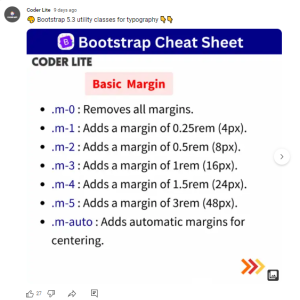 Coder Lite 9 days ago
Bootstrap 5.3 utility classes for typography
B Bootstrap Cheat Sheet
CODER LITE
Basic Margin
• .m-0 : Removes all margins.
• .m-1 : Adds a margin of 0.25rem (4px).
• .m-2 : Adds a margin of 0.5rem (8px).
• .m-3 : Adds a margin of 1rem (16px).
• .m-4 : Adds a margin of 1.5rem (24px).
• .m-5 : Adds a margin of 3rem (48px).
• .m-auto : Adds automatic margins for
centering.
27